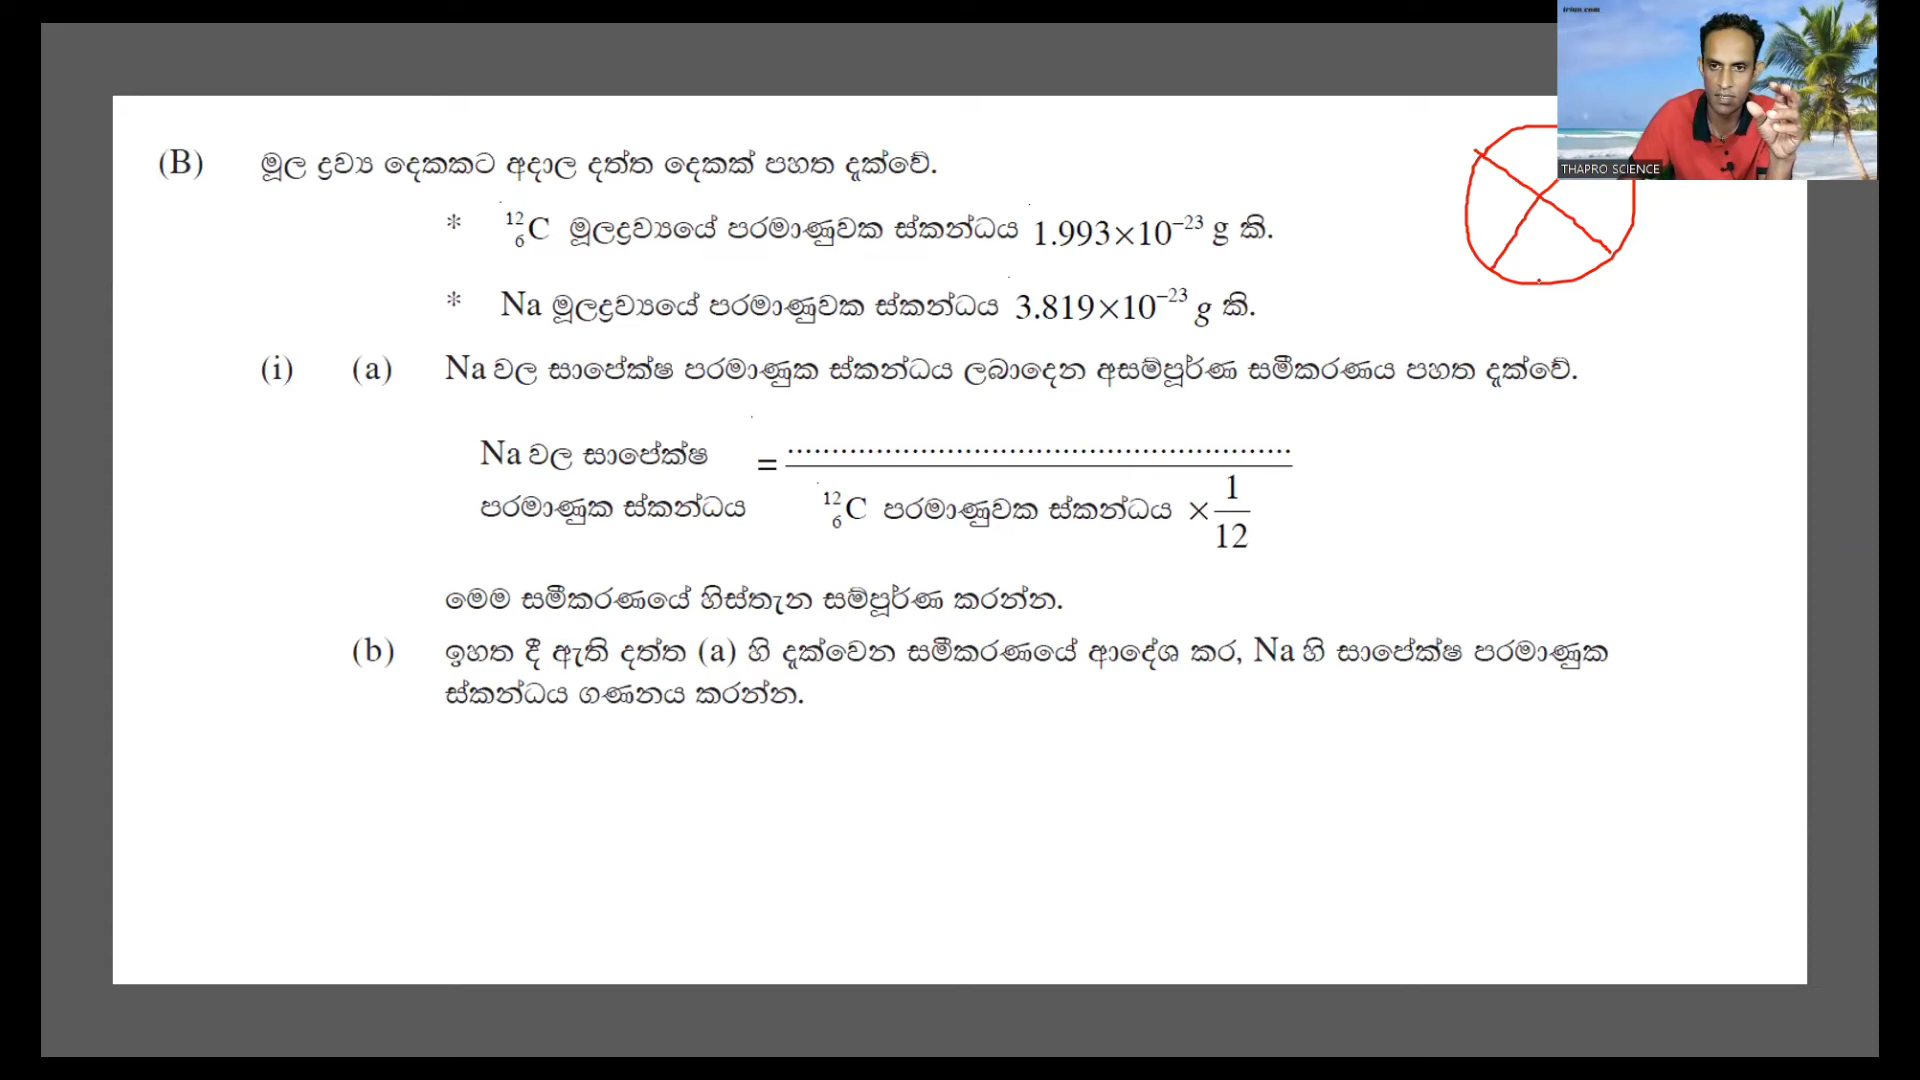 iriun.com
THAPRO SCIENCE
(B) මූල ද්‍රව්‍ය දෙකකට අදාල දත්ත දෙකක් පහත දැක්වේ.
* ¹²₆C මූලද්‍රව්‍යයේ පරමාණුවක ස්කන්ධය 1.993×10⁻²³ g කි.
* Na මූලද්‍රව්‍යයේ පරමාණුවක ස්කන්ධය 3.819×10⁻²³ g කි.
(i) (a) Na වල සාපේක්ෂ පරමාණුක ස්කන්ධය ලබාදෙන අසම්පූර්ණ සමීකරණය පහත දැක්වේ.
Na වල සාපේක්ෂ
පරමාණුක ස්කන්ධය
= ........................................................
¹²₆C පරමාණුවක ස්කන්ධය × 1/12
මෙම සමීකරණයේ හිස්තැන සම්පූර්ණ කරන්න.
(b) ඉහත දී ඇති දත්ත (a) හි දැක්වෙන සමීකරණයේ ආදේශ කර, Na හි සාපේක්ෂ පරමාණුක
ස්කන්ධය ගණනය කරන්න.